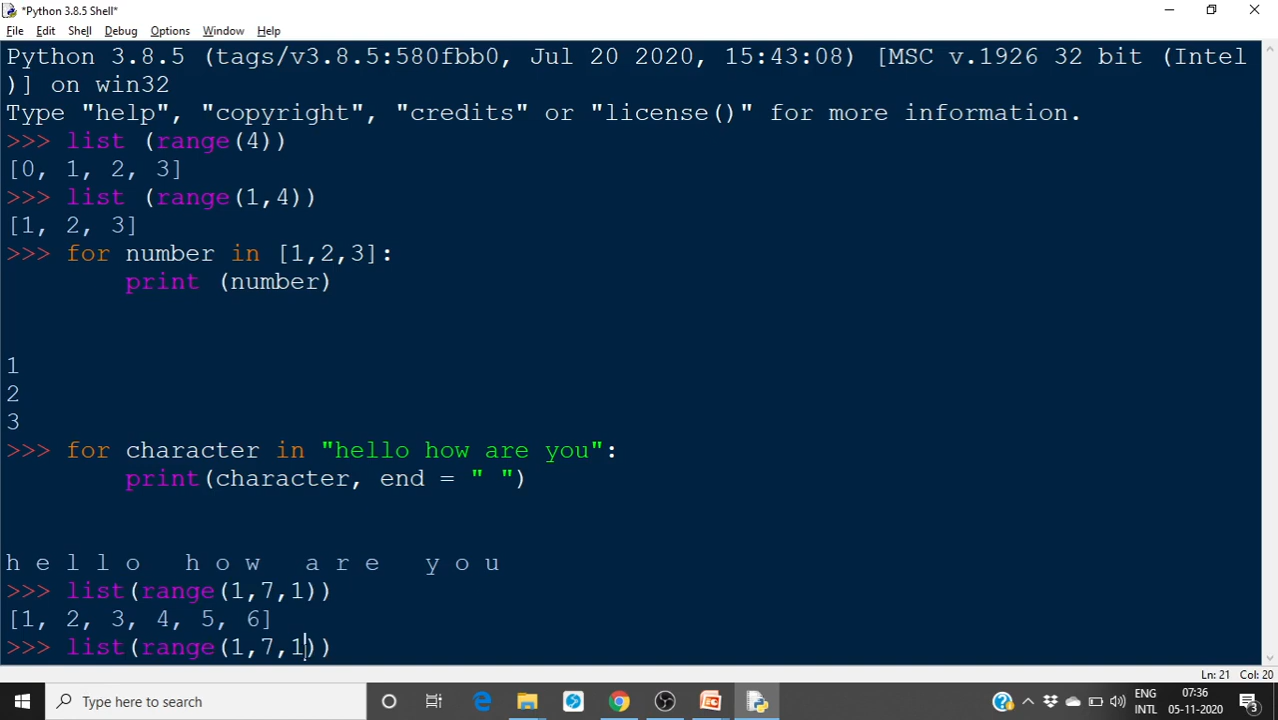 *Python 3.8.5 Shell*
File Edit Shell Debug Options Window Help
Python 3.8.5 (tags/v3.8.5:580fbb0, Jul 20 2020, 15:43:08) [MSC v.1926 32 bit (Intel
)] on win32
Type "help", "copyright", "credits" or "license()" for more information.
>>> list (range(4))
[0, 1, 2, 3]
>>> list (range(1,4))
[1, 2, 3]
>>> for number in [1,2,3]:
        print (number)
1
2
3
>>> for character in "hello how are you":
        print(character, end = " ")
h e l l o   h o w   a r e   y o u
>>> list(range(1,7,1))
[1, 2, 3, 4, 5, 6]
>>> list(range(1,7,1))
Ln: 21 Col: 20
Type here to search
ENG 07:36
INTL 05-11-2020 3